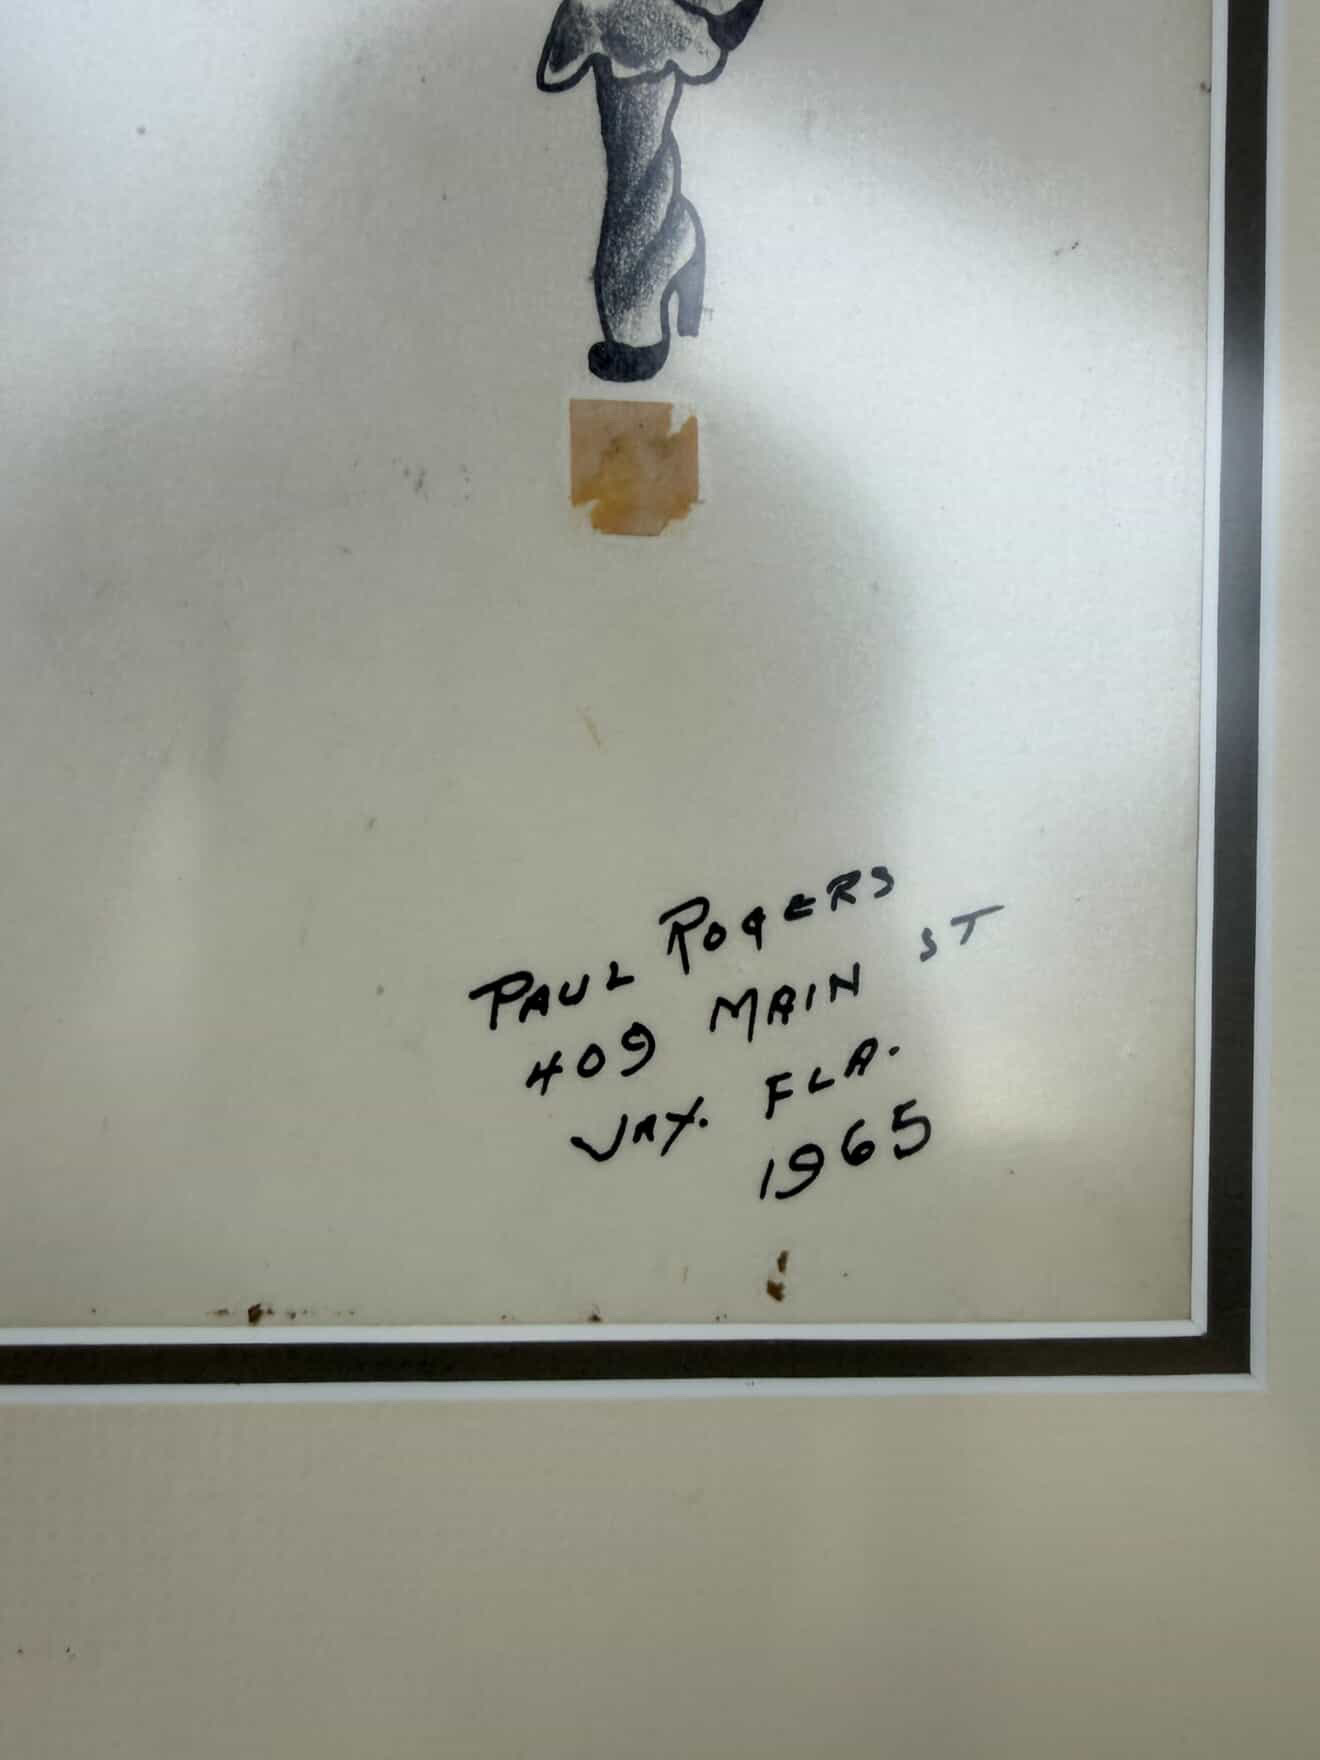 PAUL ROGERS
409 MAIN ST
JAX. FLA.
1965